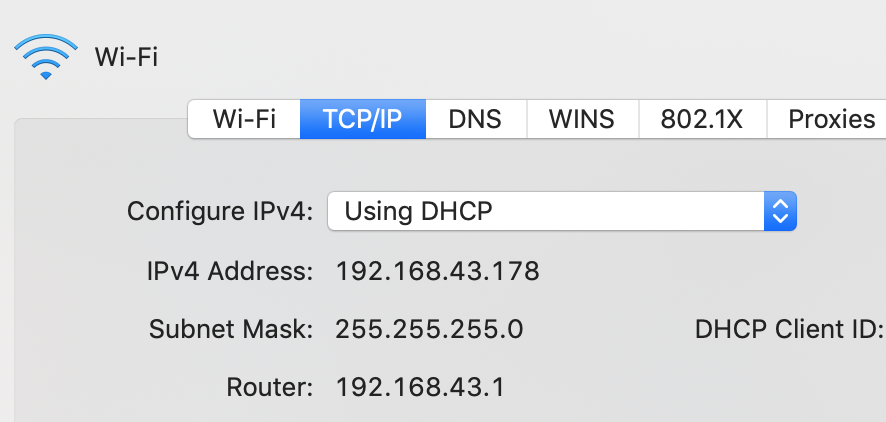 Wi-Fi
Wi-Fi TCP/IP DNS WINS 802.1X Proxies
Configure IPv4: Using DHCP
IPv4 Address: 192.168.43.178
Subnet Mask: 255.255.255.0 DHCP Client ID:
Router: 192.168.43.1